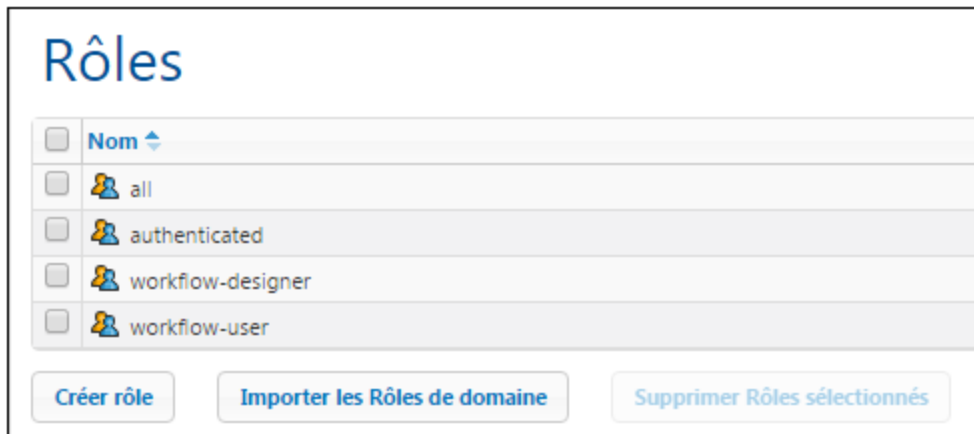 Rôles
Nom
all
authenticated
workflow-designer
workflow-user
Créer rôle Importer les Rôles de domaine Supprimer Rôles sélectionnés